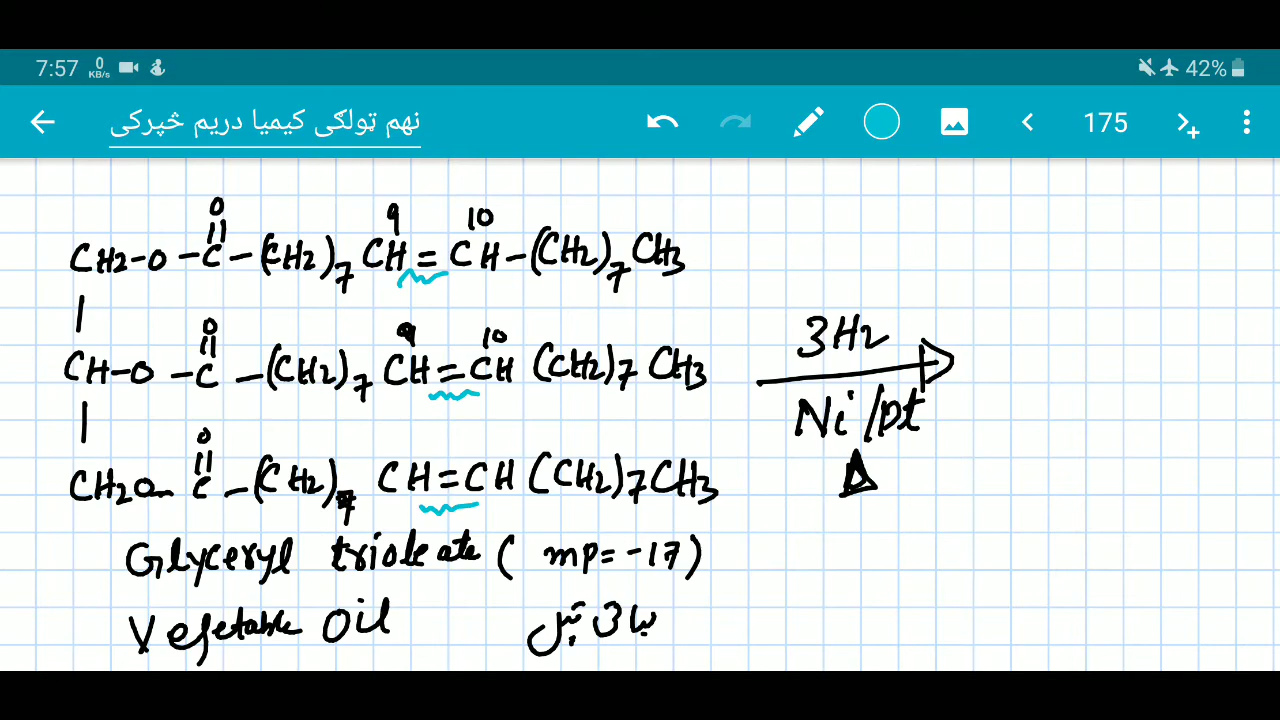 7:57 0 KB/s 42%
نهم ټولګی کیمیا دریم څپرکی 175
O 9 10
CH2-O-C-(CH2)7CH=CH-(CH2)7CH3
O 9 10
CH-O-C-(CH2)7CH=CH(CH2)7CH3
3H2
Ni/pt
Δ
O
CH2O-C-(CH2)7CH=CH(CH2)7CH3
Glyceryl trioleate (mp=-17)
Vegetable Oil